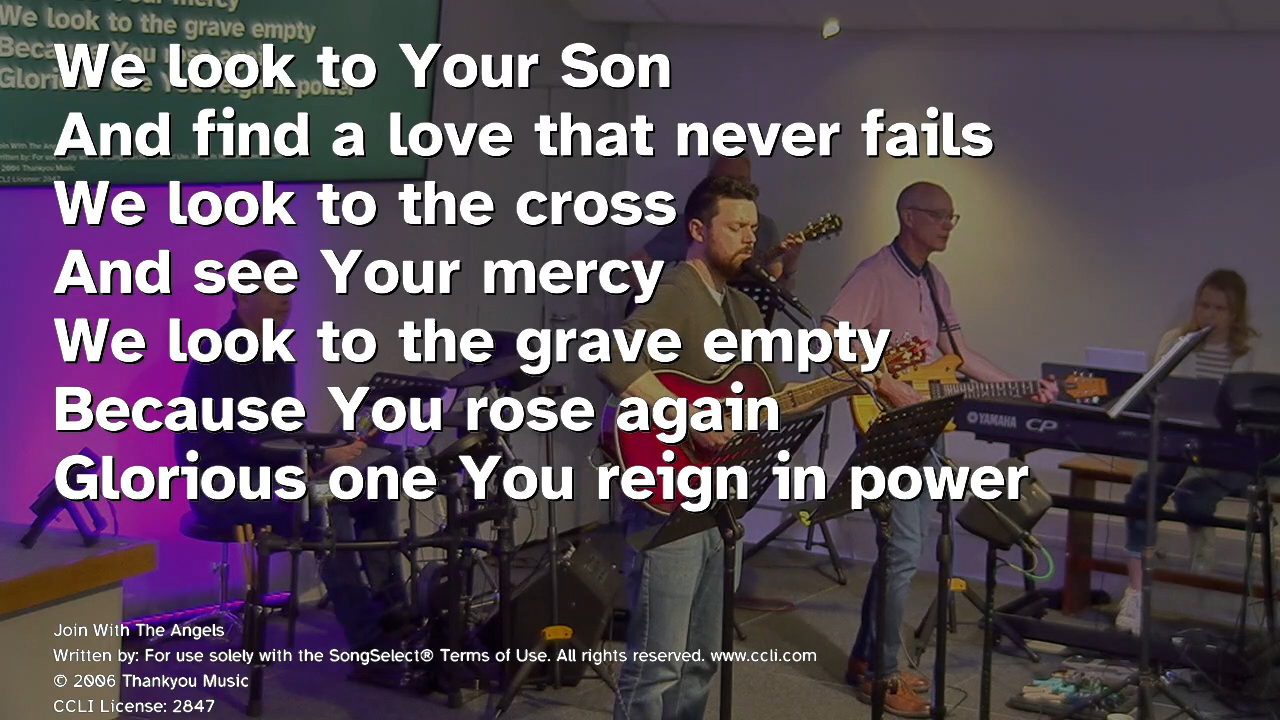 We look to Your Son
And find a love that never fails
We look to the cross
And see Your mercy
We look to the grave empty
Because You rose again
Glorious one You reign in power
YAMAHA CP
Join With The Angels
Written by: For use solely with the SongSelect® Terms of Use. All rights reserved. www.ccli.com
© 2006 Thankyou Music
CCLI License: 2847